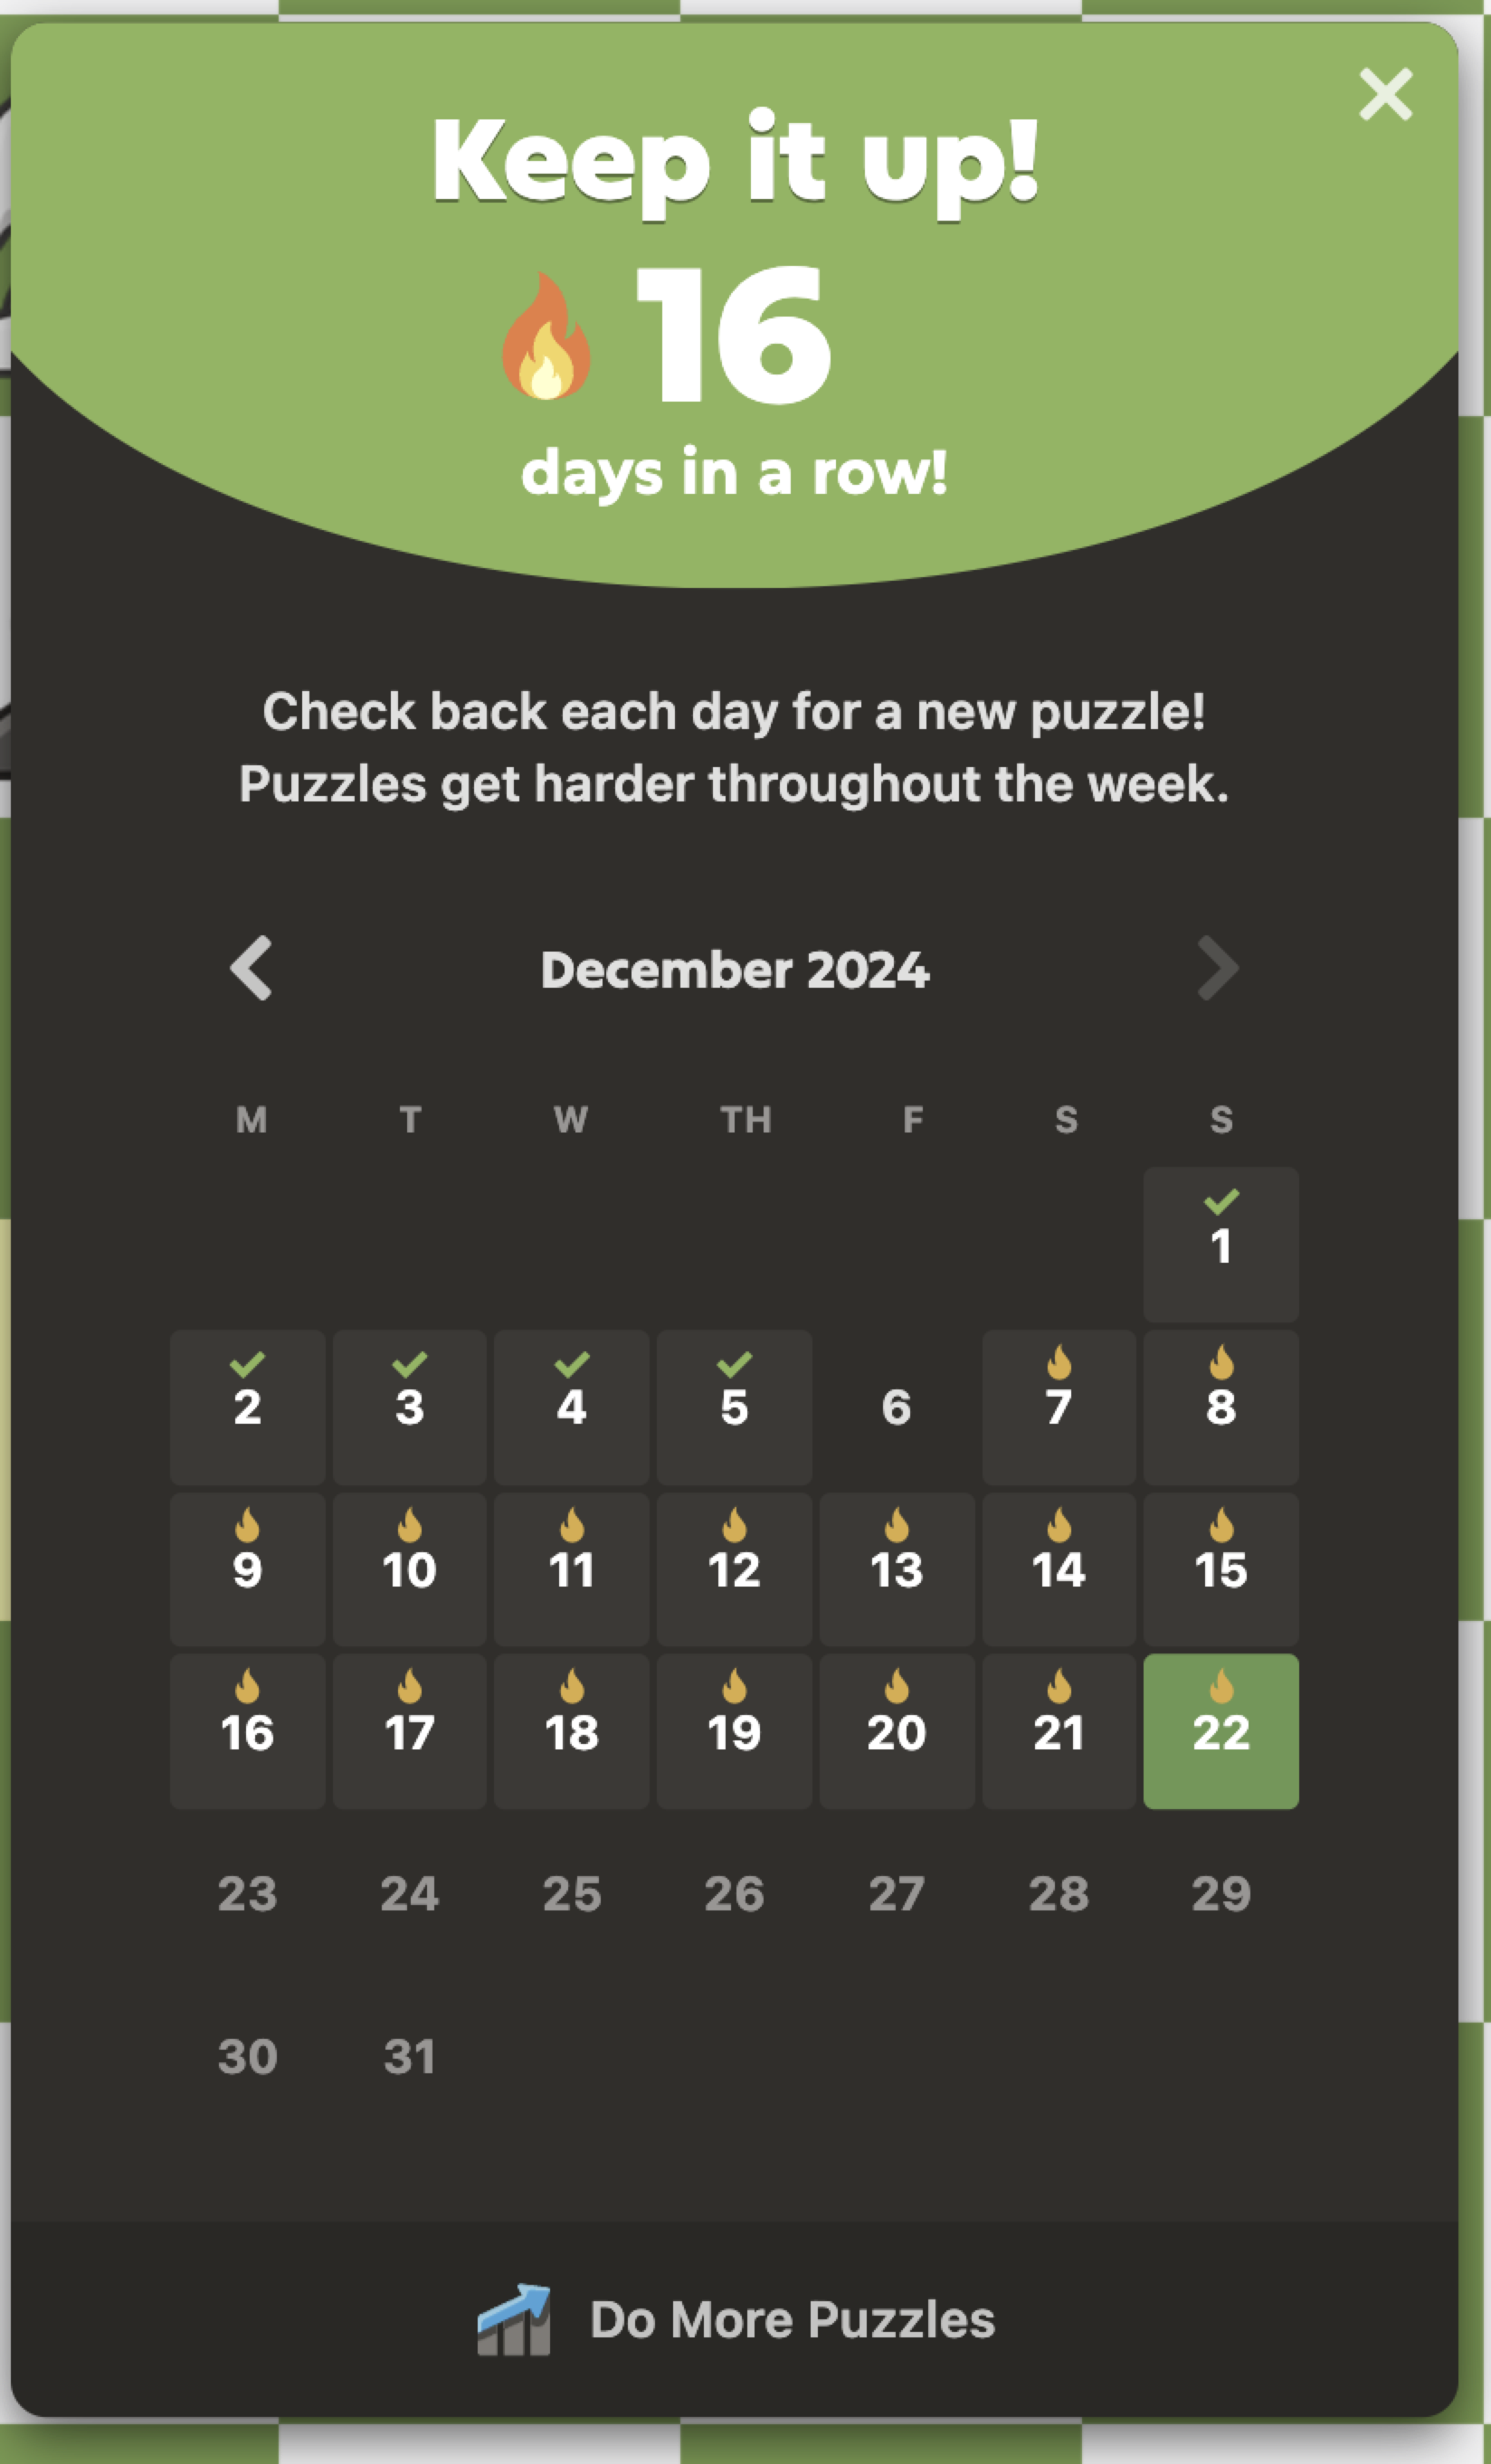 Keep it up!
16
days in a row!
Check back each day for a new puzzle!
Puzzles get harder throughout the week.
December 2024
M T W TH F S S
1
2 3 4 5 6 7 8
9 10 11 12 13 14 15
16 17 18 19 20 21 22
23 24 25 26 27 28 29
30 31
Do More Puzzles